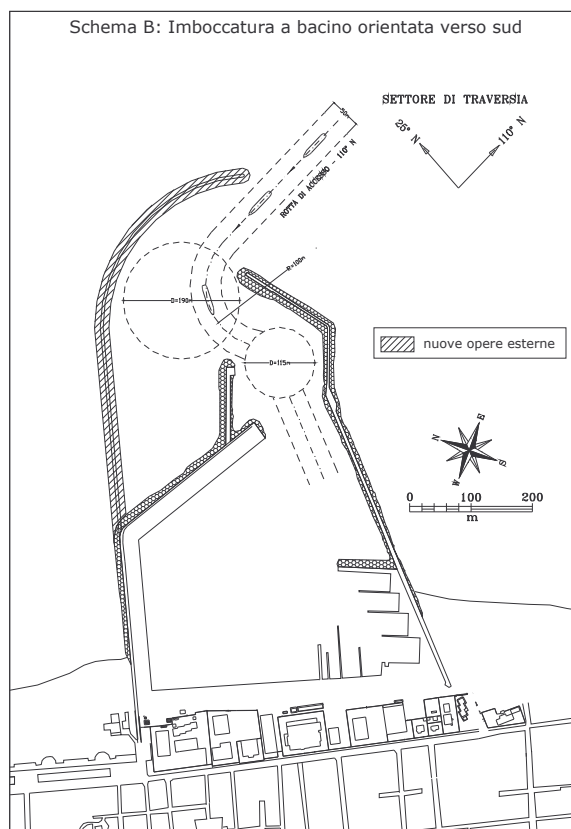 Schema B: Imboccatura a bacino orientata verso sud
SETTORE DI TRAVERSIA
25° N
110° N
50
ROTTA DI ACCESSO - 110° N
R=100m
D=190m
D=115m
nuove opere esterne
N
E
S
W
0 100 200
m